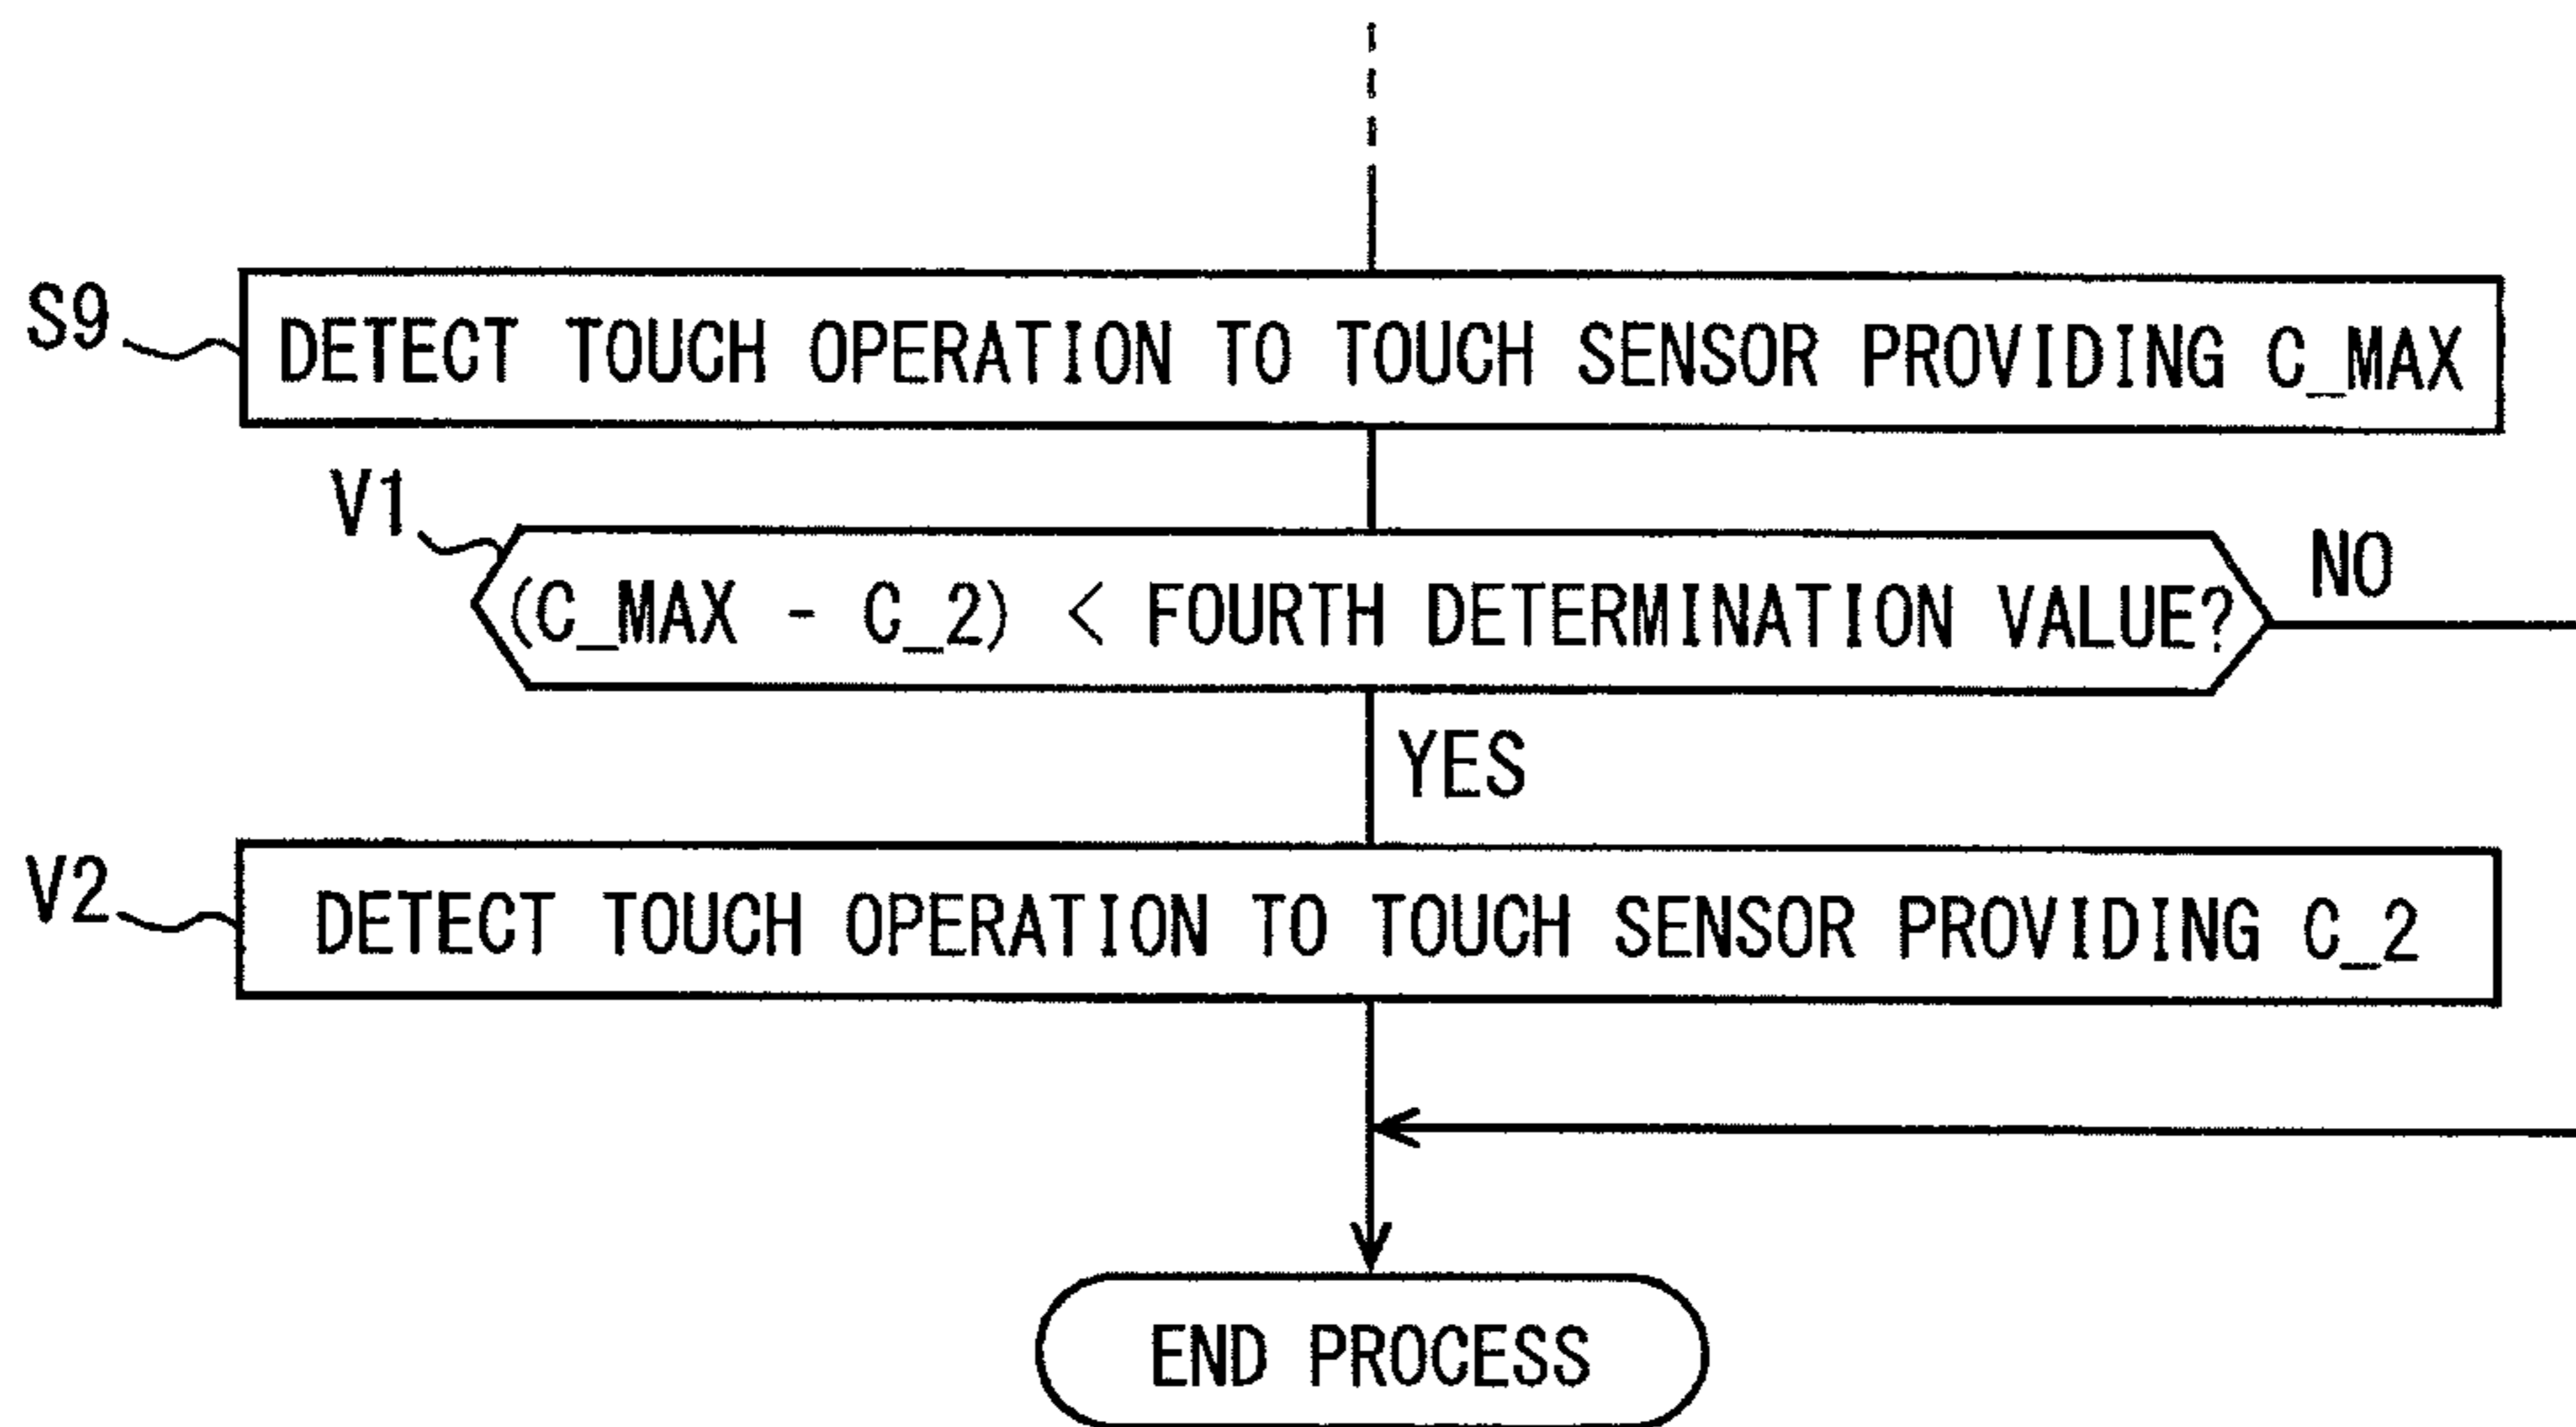 S9
DETECT TOUCH OPERATION TO TOUCH SENSOR PROVIDING C_MAX
V1
(C_MAX - C_2) < FOURTH DETERMINATION VALUE?
NO
YES
V2
DETECT TOUCH OPERATION TO TOUCH SENSOR PROVIDING C_2
END PROCESS